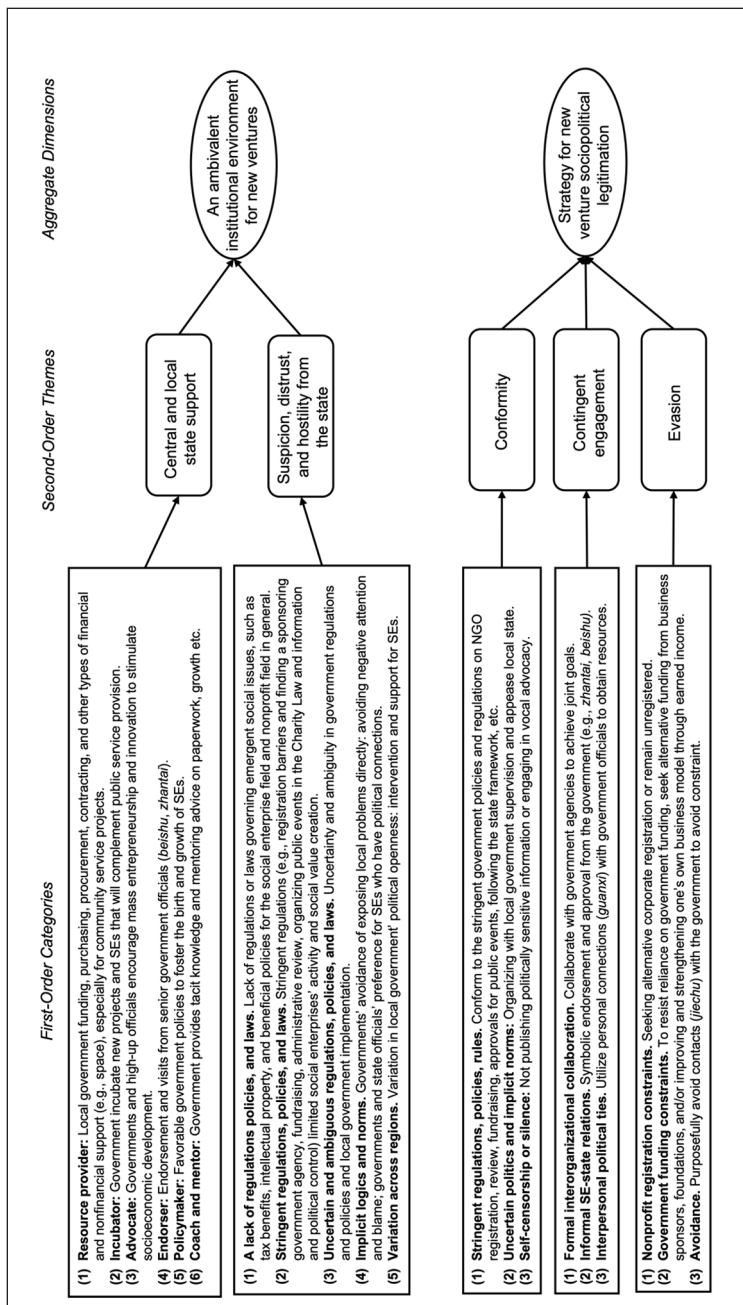 First-Order Categories
Second-Order Themes
Aggregate Dimensions
(1) Resource provider: Local government funding, purchasing, procurement, contracting, and other types of financial
and nonfinancial support (e.g., space), especially for community service projects.
(2) Incubator: Government incubate new projects and SEs that will complement public service provision.
(3) Advocate: Governments and high-up officials encourage mass entrepreneurship and innovation to stimulate
socioeconomic development.
(4) Endorser: Endorsement and visits from senior government officials (beishu, zhantai).
(5) Policymaker: Favorable government policies to foster the birth and growth of SEs.
(6) Coach and mentor: Government provides tacit knowledge and mentoring advice on paperwork, growth etc.
Central and local
state support
(1) A lack of regulations policies, and laws. Lack of regulations or laws governing emergent social issues, such as
tax benefits, intellectual property, and beneficial policies for the social enterprise field and nonprofit field in general.
(2) Stringent regulations, policies, and laws. Stringent regulations (e.g., registration barriers and finding a sponsoring
government agency, fundraising, administrative review, organizing public events in the Charity Law and information
and political control) limited social enterprises' activity and social value creation.
(3) Uncertain and ambiguous regulations, policies, and laws. Uncertainty and ambiguity in government regulations
and policies and local government implementation.
(4) Implicit logics and norms. Governments' avoidance of exposing local problems directly: avoiding negative attention
and blame; governments and state officials' preference for SEs who have political connections.
(5) Variation across regions. Variation in local government' political openness: intervention and support for SEs.
Suspicion, distrust,
and hostility from
the state
An ambivalent
institutional environment
for new ventures
(1) Stringent regulations, policies, rules. Conform to the stringent government policies and regulations on NGO
registration, review, fundraising, approvals for public events, following the state framework, etc.
(2) Uncertain politics and implicit norms: Organizing with local government supervision and appease local state.
(3) Self-censorship or silence: Not publishing politically sensitive information or engaging in vocal advocacy.
Conformity
(1) Formal interorganizational collaboration. Collaborate with government agencies to achieve joint goals.
(2) Informal SE-state relations. Symbolic endorsement and approval from the government (e.g., zhantai, beishu).
(3) Interpersonal political ties. Utilize personal connections (guanxi) with government officials to obtain resources.
Contingent
engagement
(1) Nonprofit registration constraints. Seeking alternative corporate registration or remain unregistered.
(2) Government funding constraints. To resist reliance on government funding, seek alternative funding from business
sponsors, foundations, and/or improving and strengthening one's own business model through earned income.
(3) Avoidance. Purposefully avoid contacts (jiechu) with the government to avoid constraint.
Evasion
Strategy for new
venture sociopolitical
legitimation